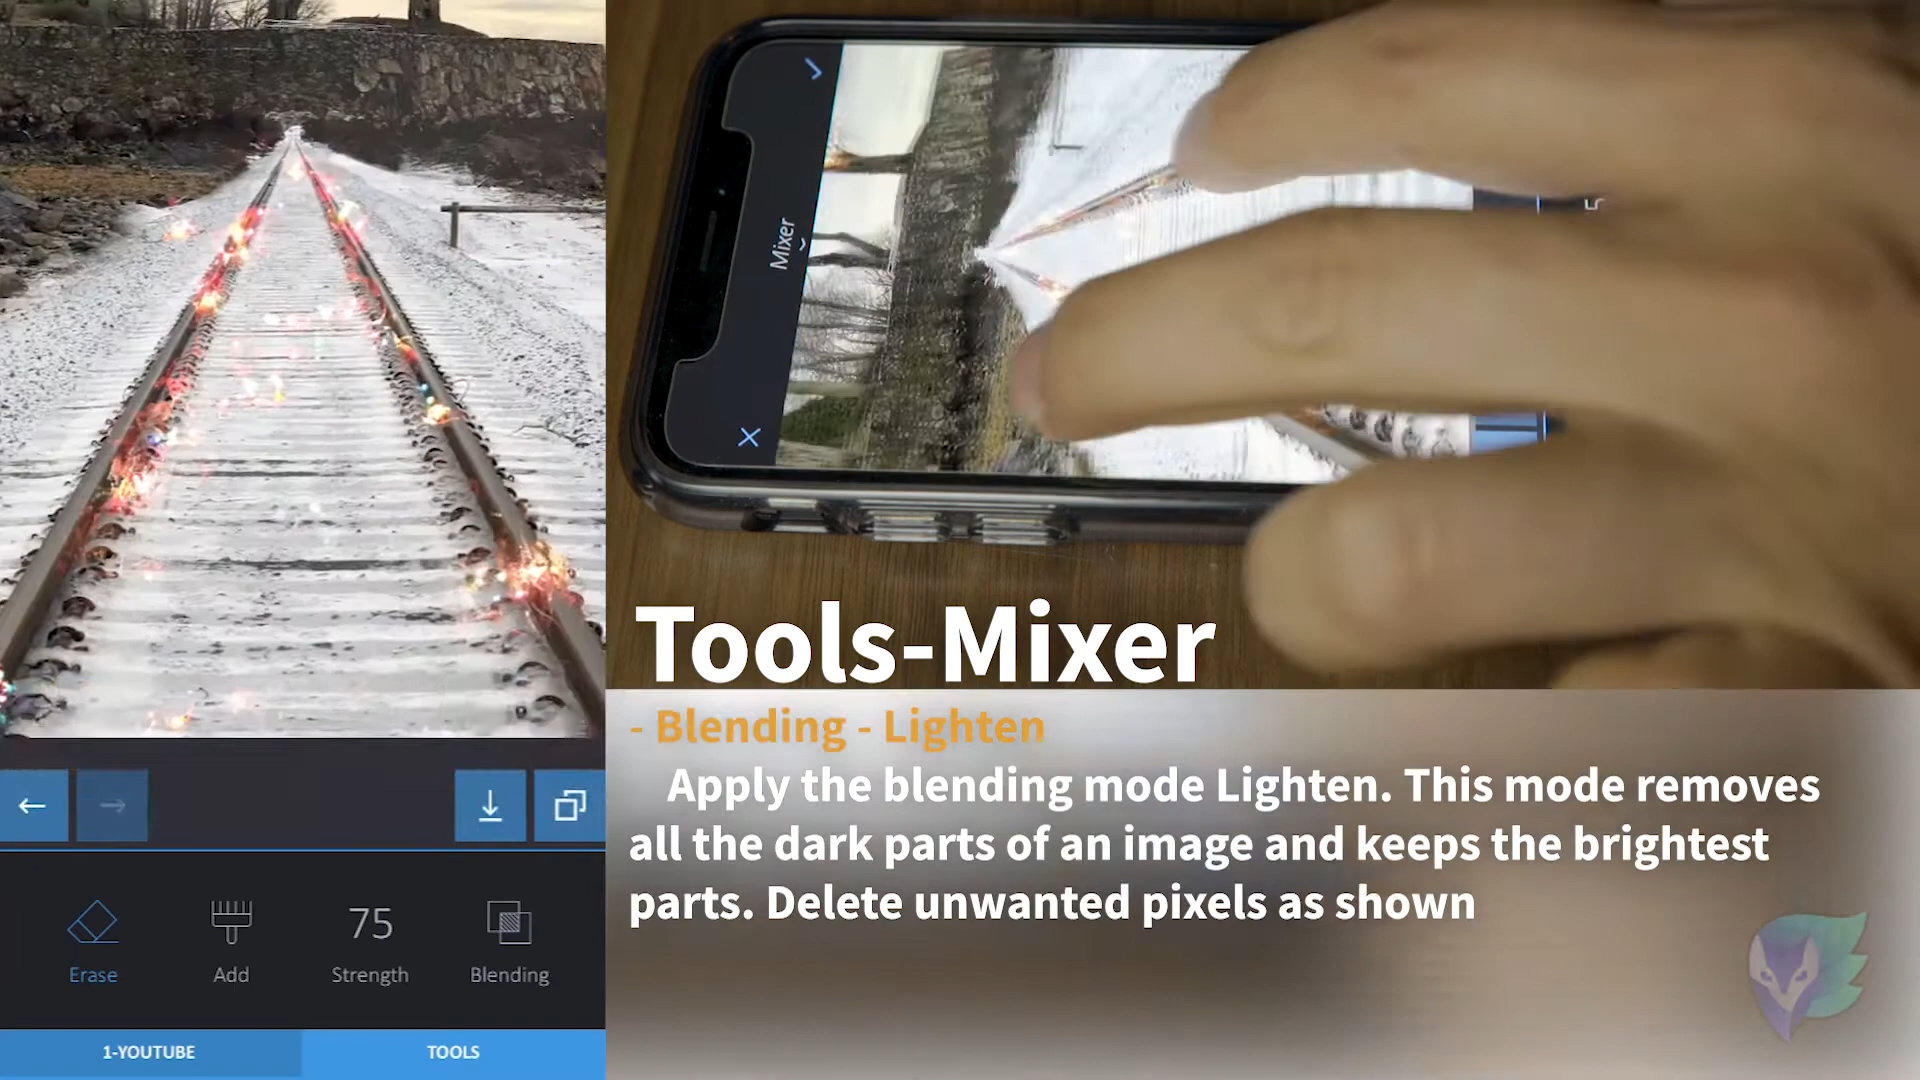 Mixer
Tools-Mixer
- Blending - Lighten
Apply the blending mode Lighten. This mode removes
all the dark parts of an image and keeps the brightest
parts. Delete unwanted pixels as shown
75
Erase
Add
Strength
Blending
1-YOUTUBE
TOOLS